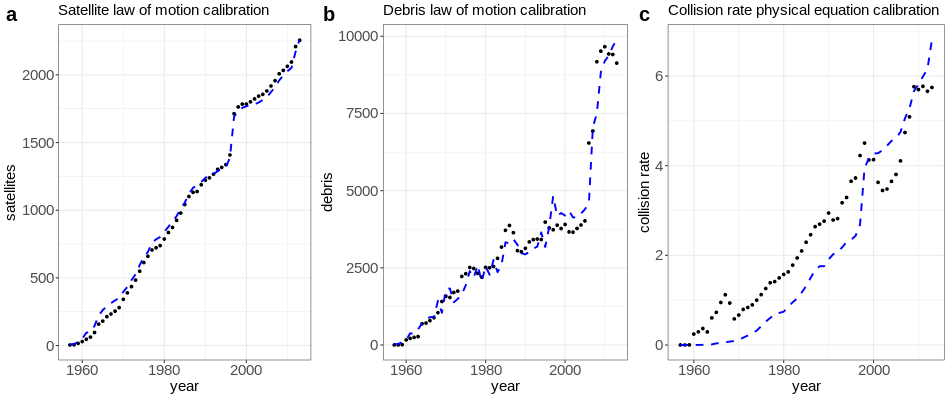 a
Satellite law of motion calibration
satellites
2000
1500
1000
500
0
1960
1980
2000
year
b
Debris law of motion calibration
debris
10000
7500
5000
2500
0
1960
1980
2000
year
c
Collision rate physical equation calibration
collision rate
6
4
2
0
1960
1980
2000
year